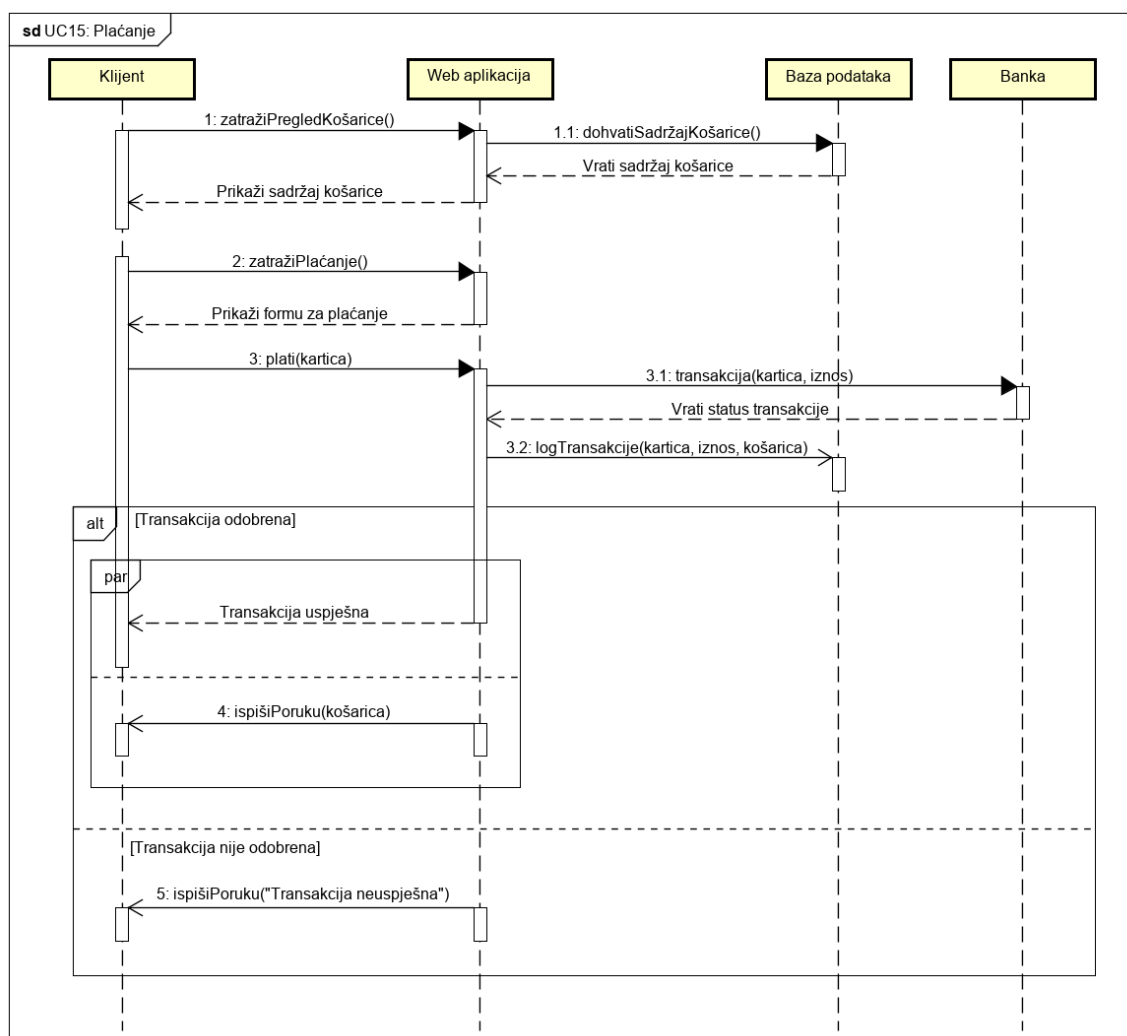 sd UC15: Plaćanje
Klijent
Web aplikacija
Baza podataka
Banka
1: zatražiPregledKošarice()
1.1: dohvatiSadržajKošarice()
Vrati sadržaj košarice
Prikaži sadržaj košarice
2: zatražiPlaćanje()
Prikaži formu za plaćanje
3: plati(kartica)
3.1: transakcija(kartica, iznos)
Vrati status transakcije
3.2: logTransakcije(kartica, iznos, košarica)
alt
[Transakcija odobrena]
par
Transakcija uspješna
4: ispišiPoruku(košarica)
[Transakcija nije odobrena]
5: ispišiPoruku("Transakcija neuspješna")